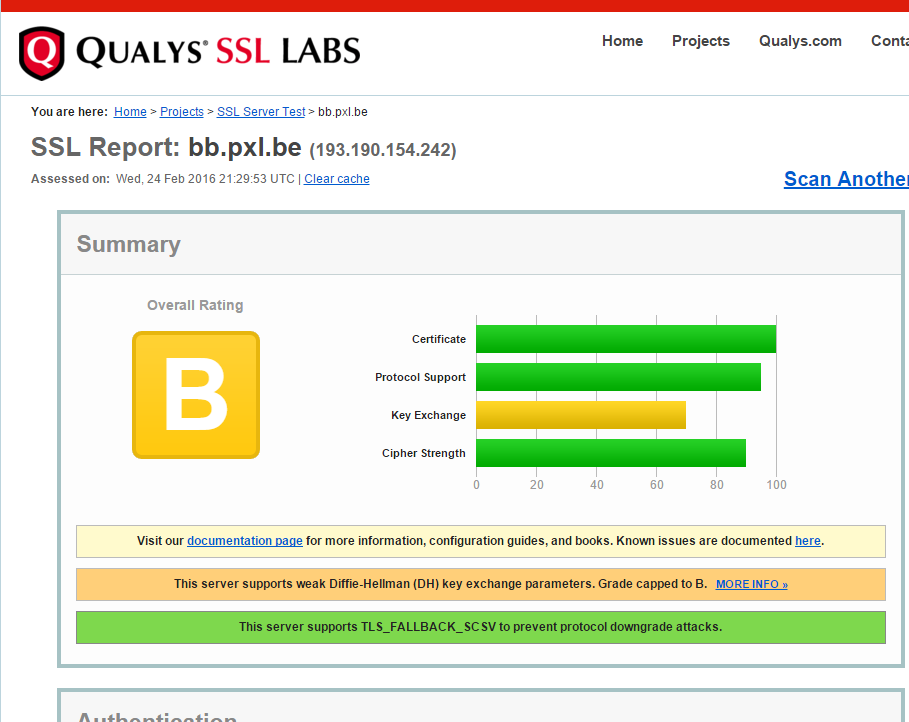 QUALYS® SSL LABS
Home Projects Qualys.com Conta
You are here: Home > Projects > SSL Server Test > bb.pxl.be
SSL Report: bb.pxl.be (193.190.154.242)
Assessed on: Wed, 24 Feb 2016 21:29:53 UTC | Clear cache
Scan Another
Summary
Overall Rating
B
Certificate
Protocol Support
Key Exchange
Cipher Strength
0 20 40 60 80 100
Visit our documentation page for more information, configuration guides, and books. Known issues are documented here.
This server supports weak Diffie-Hellman (DH) key exchange parameters. Grade capped to B. MORE INFO »
This server supports TLS_FALLBACK_SCSV to prevent protocol downgrade attacks.
Authentication